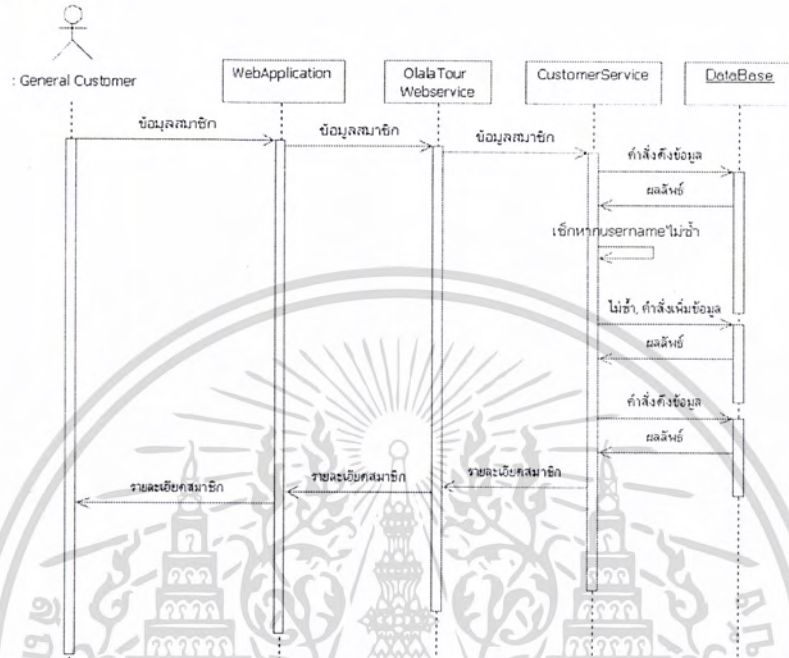 : General Customer
WebApplication
OlalaTour
Webservice
CustomerService
DataBase
ข้อมูลสมาชิก
ข้อมูลสมาชิก
ข้อมูลสมาชิก
คำสั่งดึงข้อมูล
ผลลัพธ์
เช็กหากusernameไม่ซ้ำ
ไม่ซ้ำ, คำสั่งเพิ่มข้อมูล
ผลลัพธ์
คำสั่งดึงข้อมูล
ผลลัพธ์
รายละเอียดสมาชิก
รายละเอียดสมาชิก
รายละเอียดสมาชิก